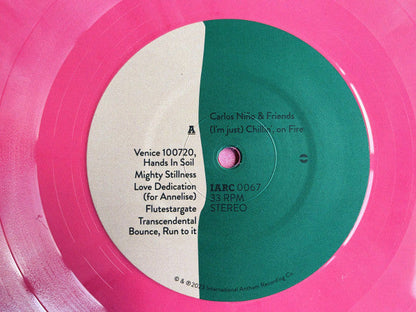 Carlos Niño & Friends
(I'm just) Chillin', on Fire
A
Venice 100720,
Hands In Soil
Mighty Stillness
Love Dedication
(for Annelise)
Flutestargate
Transcendental
Bounce, Run to it
IARC 0067
33 RPM
STEREO
© & ℗ 2023 International Anthem Recording Co.